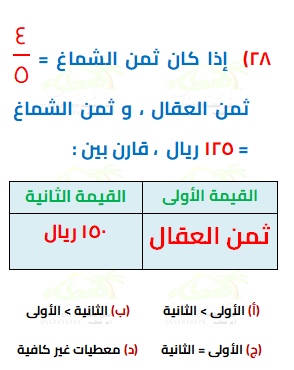 ٢٨) إذا كان ثمن الشماغ = ٤/٥
ثمن العقال ، و ثمن الشماغ
= ١٢٥ ريال ، قارن بين :
القيمة الأولى القيمة الثانية
ثمن العقال ١٥٠ ريال
(أ) الأولى > الثانية (ب) الثانية > الأولى
(ج) الأولى = الثانية (د) معطيات غير كافية